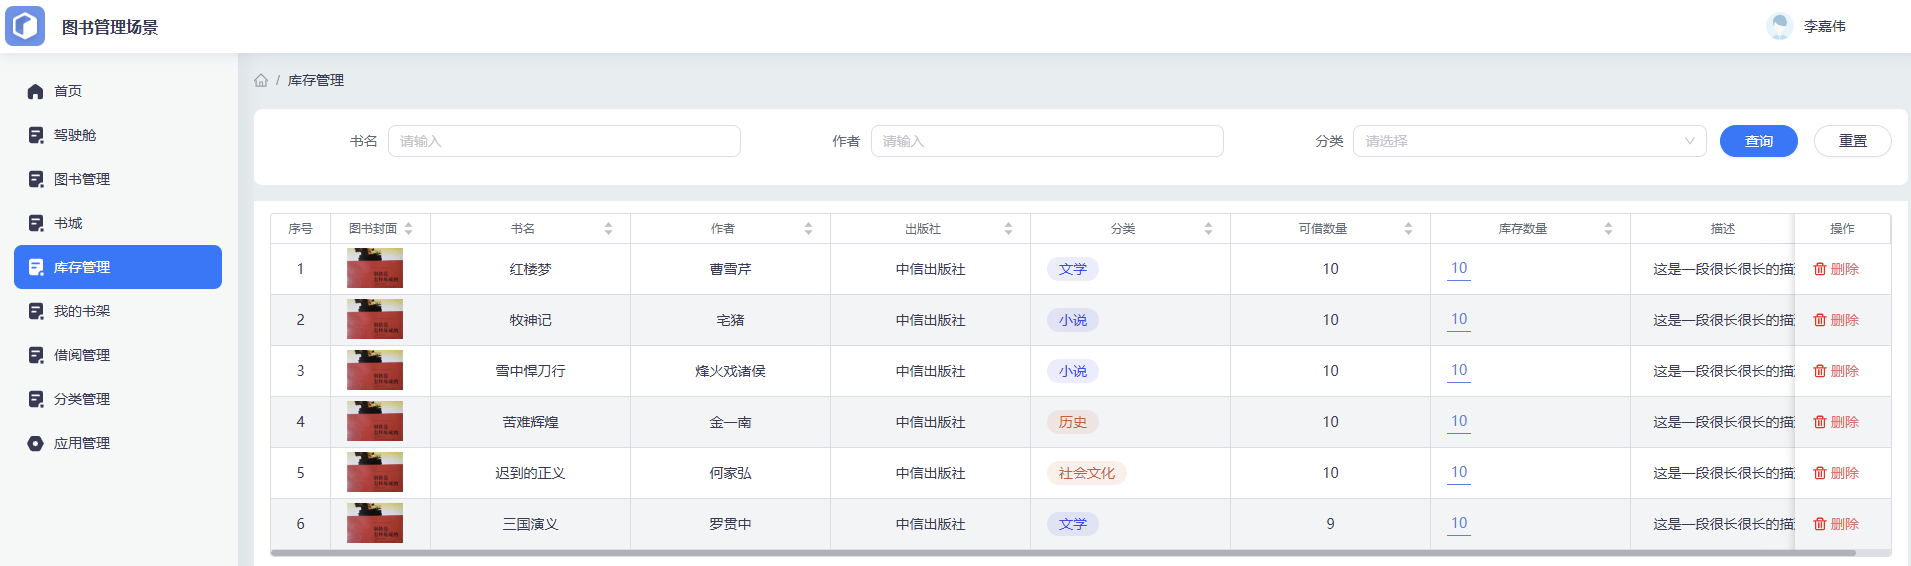 图书管理场景
李嘉伟
首页
驾驶舱
图书管理
书城
库存管理
我的书架
借阅管理
分类管理
应用管理
/ 库存管理
书名 请输入 作者 请输入 分类 请选择 查询 重置
序号 图书封面 书名 作者 出版社 分类 可借数量 库存数量 描述 操作
1 红楼梦 曹雪芹 中信出版社 文学 10 10 这是一段很长很长的描 删除
2 牧神记 宅猪 中信出版社 小说 10 10 这是一段很长很长的描 删除
3 雪中悍刀行 烽火戏诸侯 中信出版社 小说 10 10 这是一段很长很长的描 删除
4 苦难辉煌 金一南 中信出版社 历史 10 10 这是一段很长很长的描 删除
5 迟到的正义 何家弘 中信出版社 社会文化 10 10 这是一段很长很长的描 删除
6 三国演义 罗贯中 中信出版社 文学 9 10 这是一段很长很长的描 删除